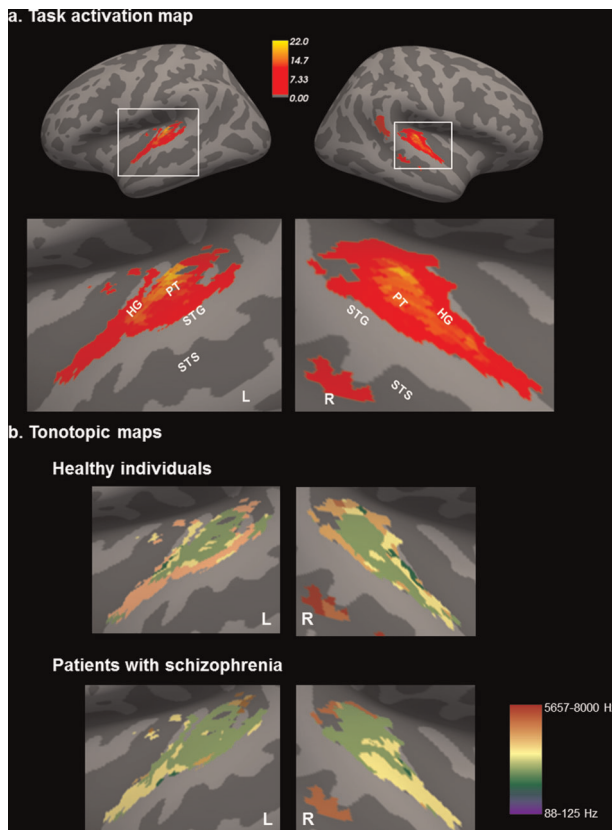 a. Task activation map
22.0
14.7
7.33
0.00
HG
PT
STG
STS
L
PT
HG
STG
STS
R
b. Tonotopic maps
Healthy individuals
L
R
Patients with schizophrenia
5657-8000 Hz
88-125 Hz
L
R